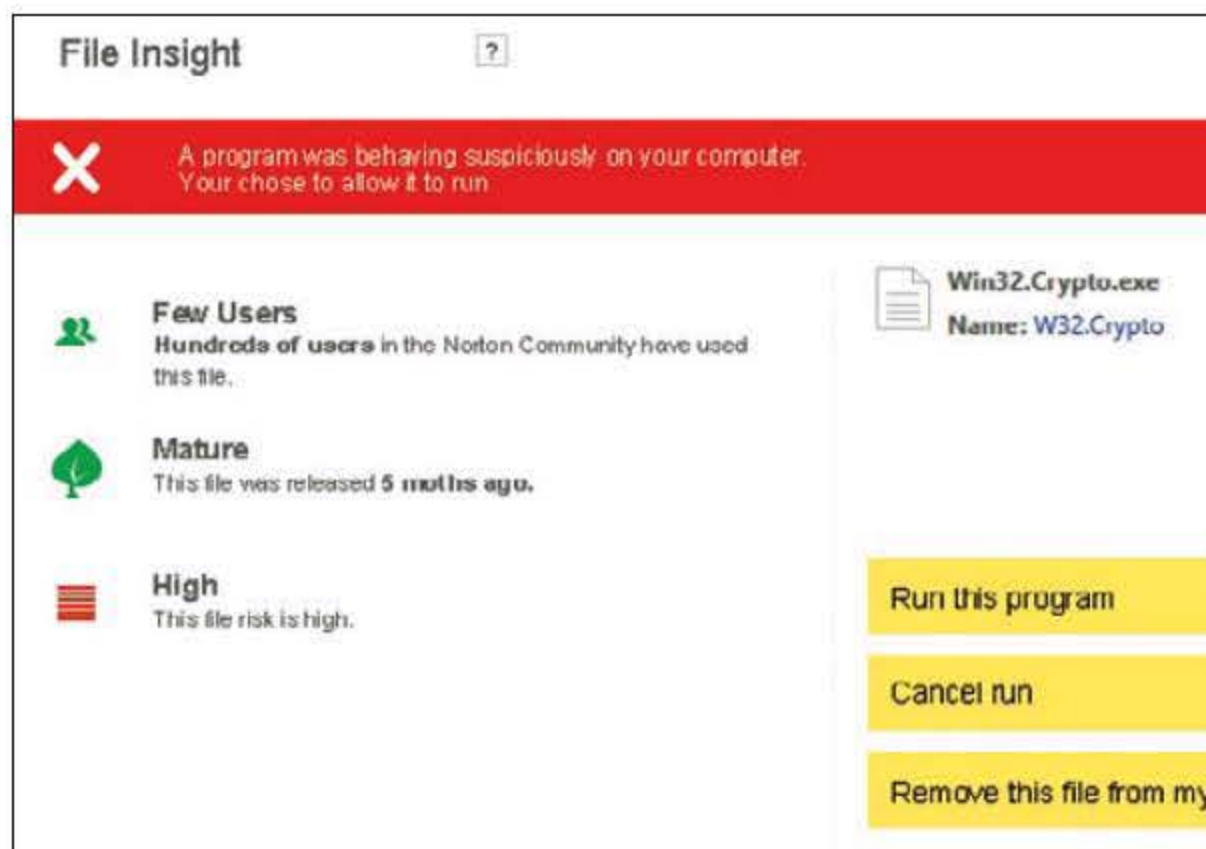 File Insight
?
A program was behaving suspiciously on your computer.
Your chose to allow it to run
Few Users
Hundreds of users in the Norton Community have used
this file.
Mature
This file was released 5 moths ago.
High
This file risk is high.
Win32.Crypto.exe
Name: W32.Crypto
Run this program
Cancel run
Remove this file from my